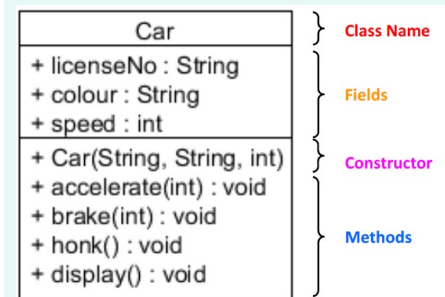 Car
Class Name
+ licenseNo : String
+ colour : String
+ speed : int
Fields
+ Car(String, String, int)
Constructor
+ accelerate(int) : void
+ brake(int) : void
+ honk() : void
+ display() : void
Methods